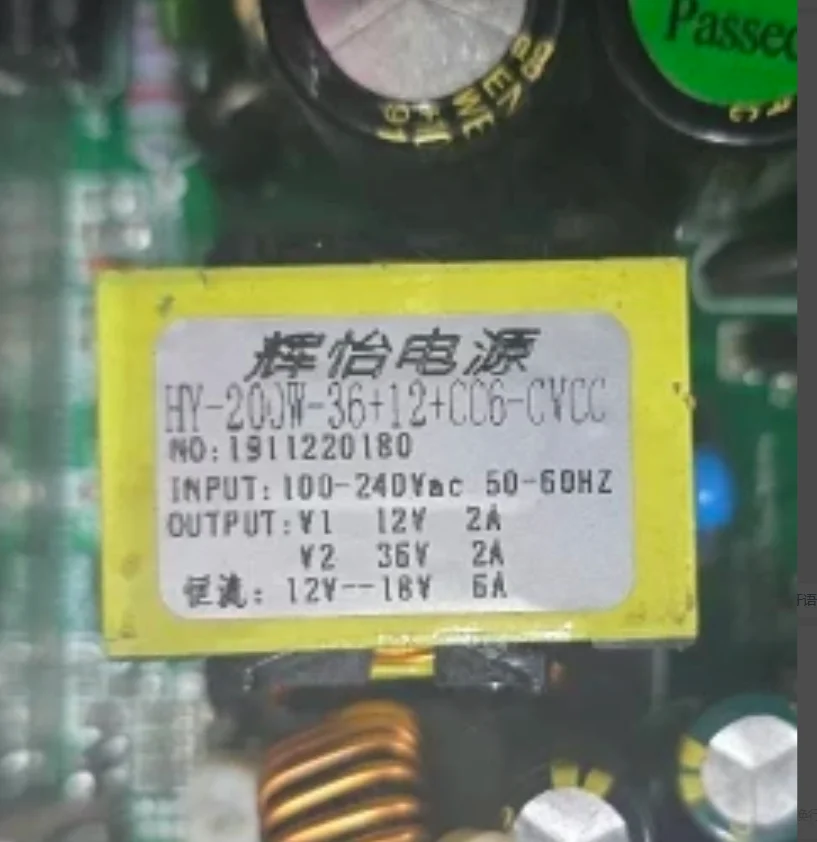 Passed
辉怡电源
HY-200W-36+12+CC6-CVCC
NO:1911220180
INPUT:100-240Vac 50-60HZ
OUTPUT:V1 12V 2A
V2 36V 2A
恒流: 12V--18V 6A